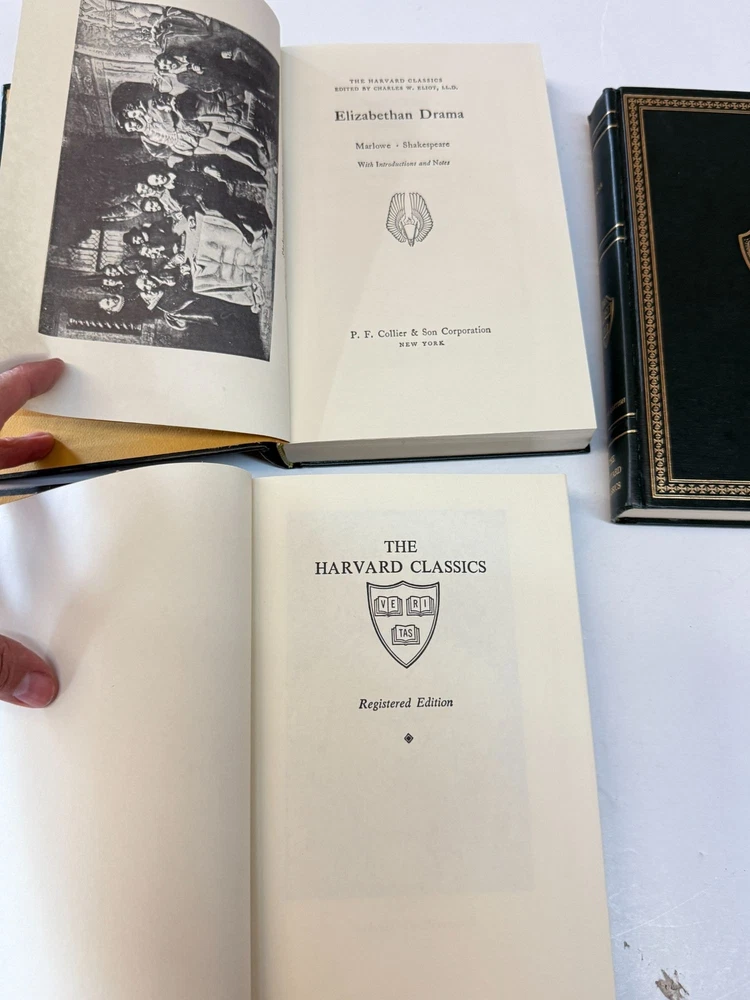 THE HARVARD CLASSICS
EDITED BY CHARLES W. ELIOT, LL.D.
Elizabethan Drama
Marlowe · Shakespeare
With Introductions and Notes
P. F. Collier & Son Corporation
NEW YORK
THE
HARVARD CLASSICS
VE RI
TAS
Registered Edition